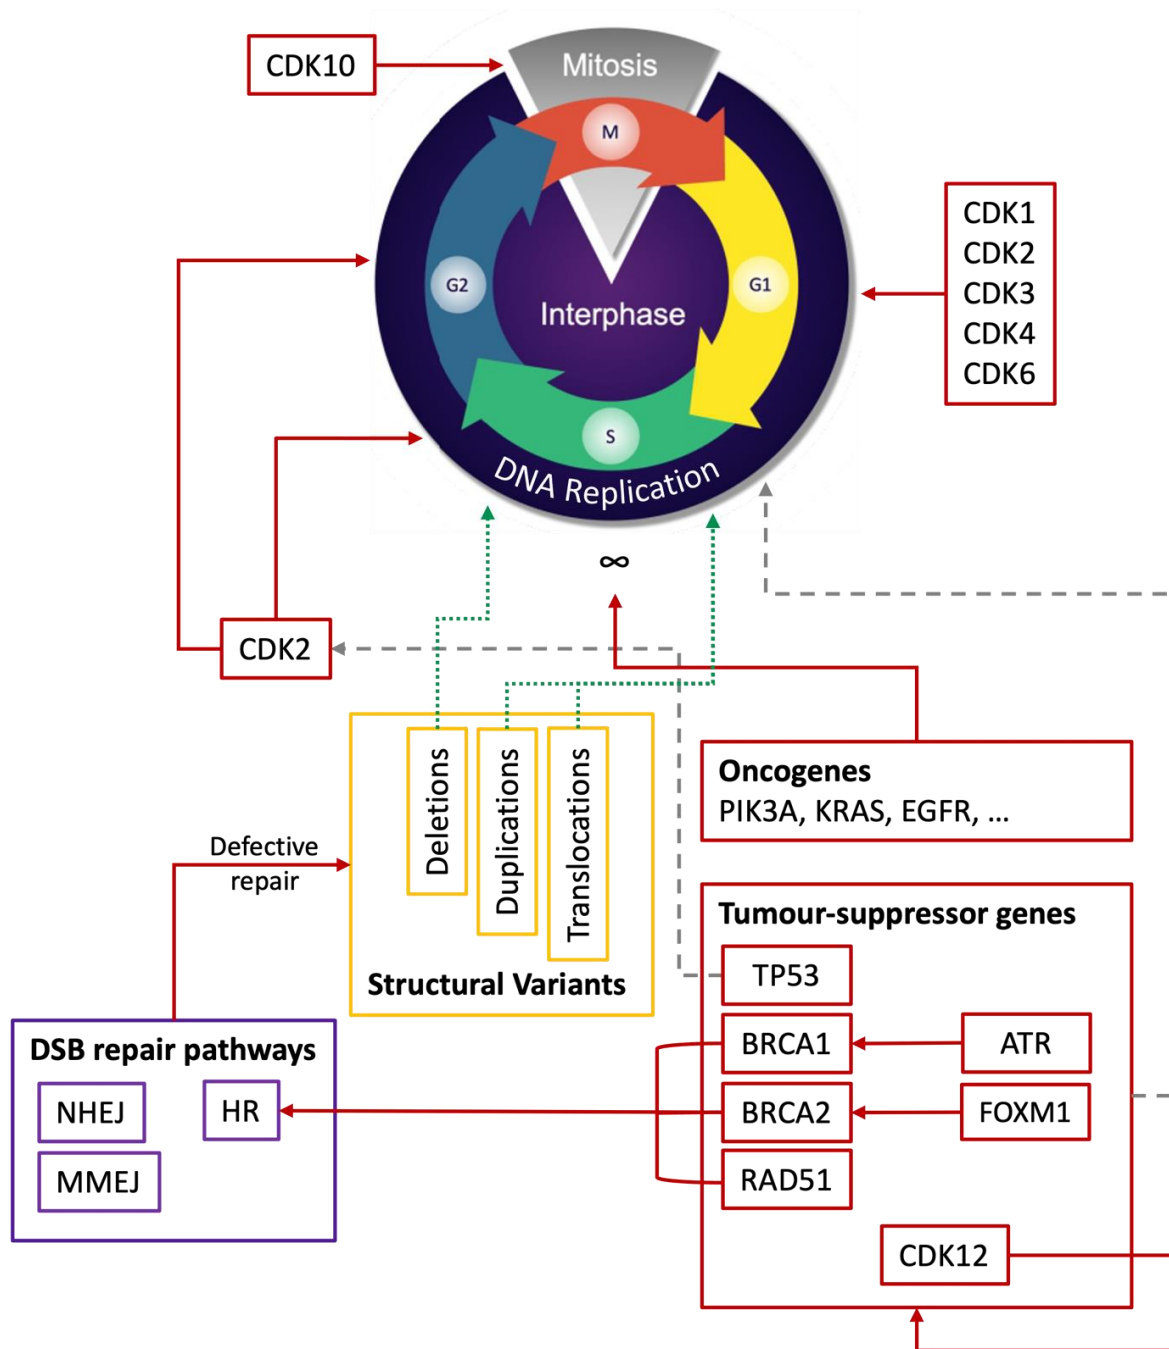 CDK10
Mitosis
M
CDK1
CDK2
CDK3
CDK4
CDK6
G2
G1
Interphase
S
DNA Replication
∞
CDK2
Deletions
Duplications
Translocations
Structural Variants
Oncogenes
PIK3A, KRAS, EGFR, ...
Defective
repair
Tumour-suppressor genes
TP53
BRCA1
ATR
BRCA2
FOXM1
RAD51
CDK12
DSB repair pathways
NHEJ
HR
MMEJ